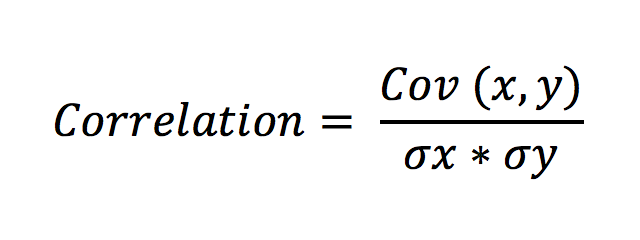 Correlation = Cov (x, y)
σx * σy